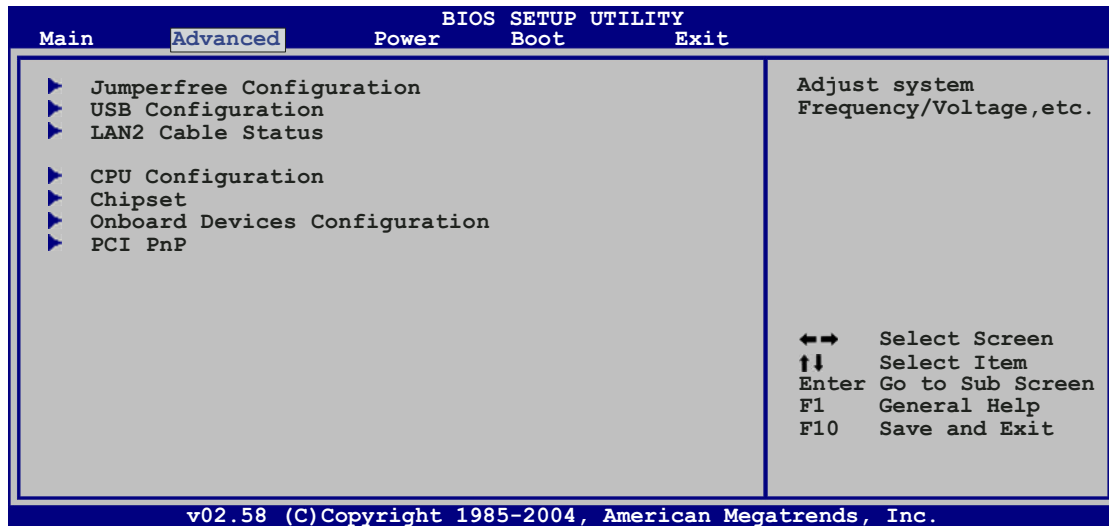 BIOS SETUP UTILITY
Main Advanced Power Boot Exit
Jumperfree Configuration
USB Configuration
LAN2 Cable Status
CPU Configuration
Chipset
Onboard Devices Configuration
PCI PnP
Adjust system
Frequency/Voltage,etc.
←→ Select Screen
↑↓ Select Item
Enter Go to Sub Screen
F1 General Help
F10 Save and Exit
v02.58 (C)Copyright 1985-2004, American Megatrends, Inc.